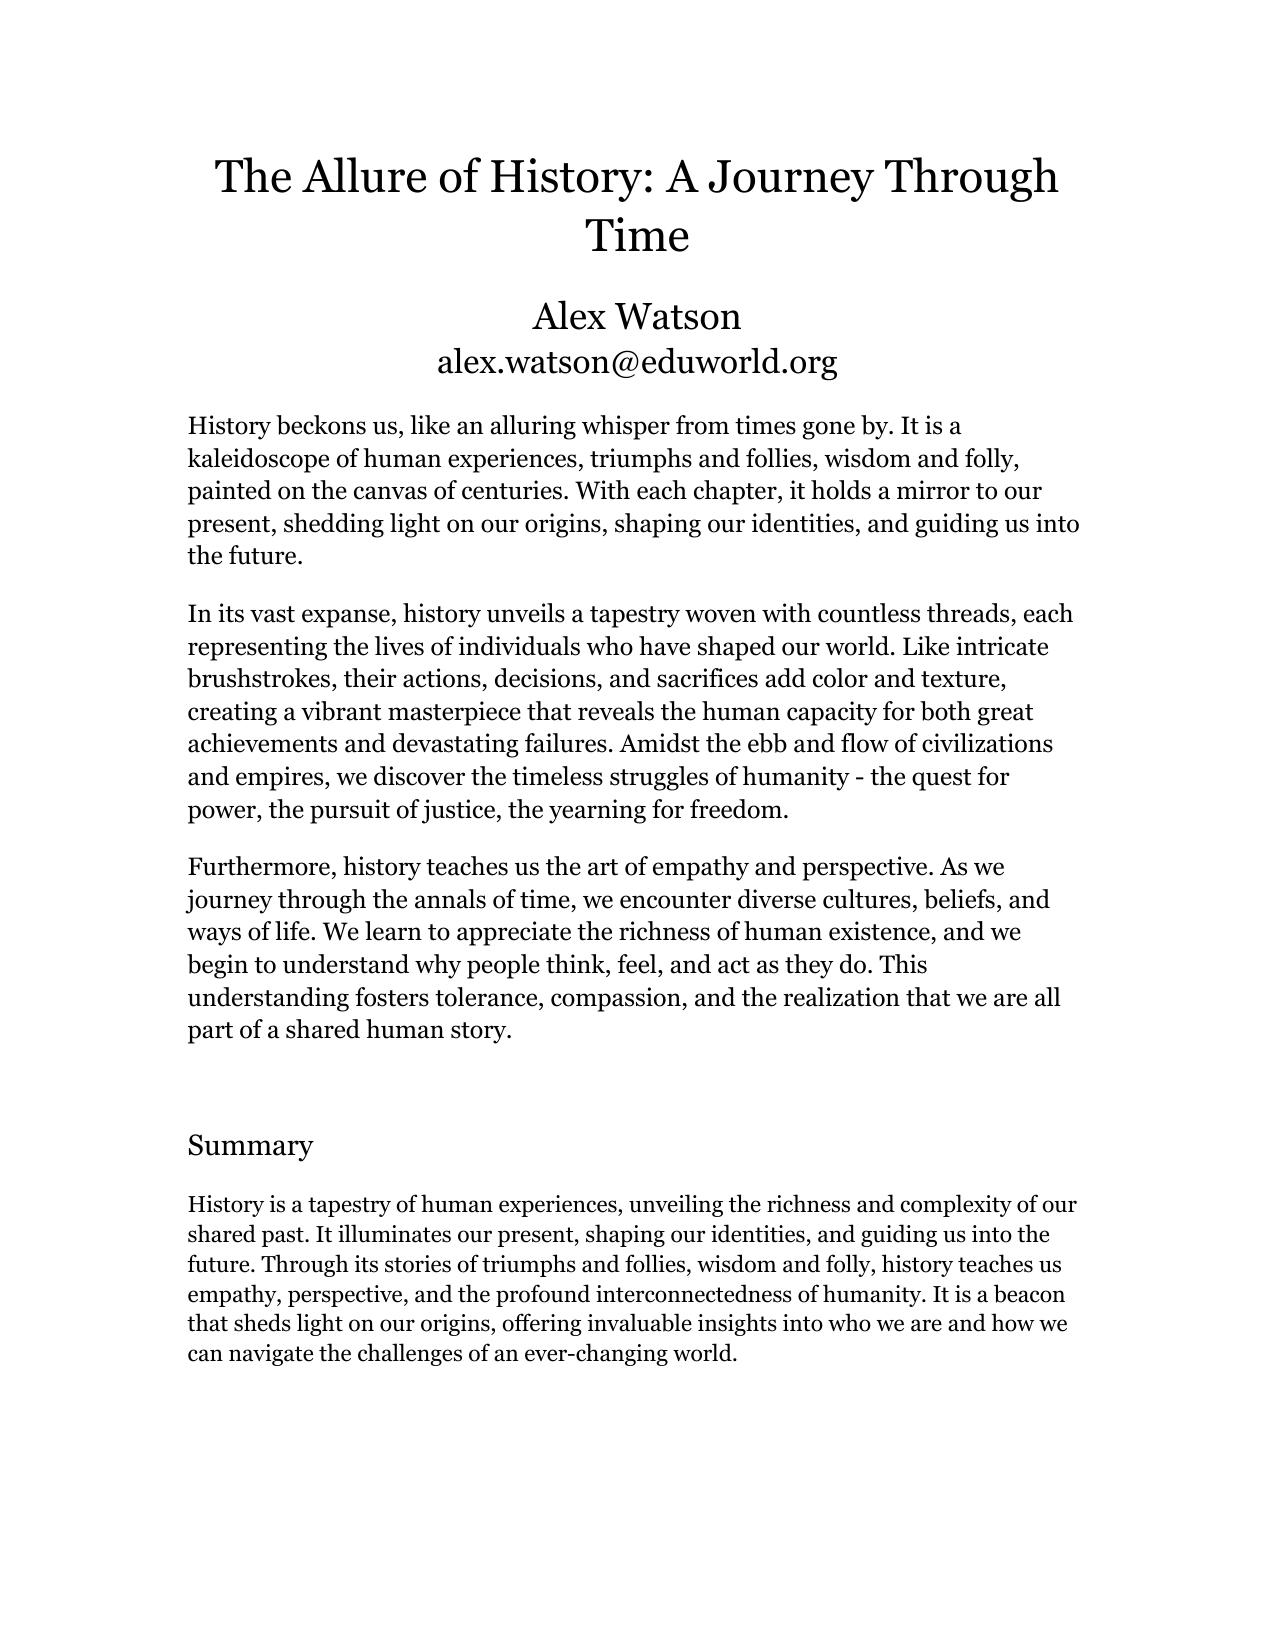 The Allure of History: A Journey Through
Time
Alex Watson
alex.watson@eduworld.org
History beckons us, like an alluring whisper from times gone by. It is a
kaleidoscope of human experiences, triumphs and follies, wisdom and folly,
painted on the canvas of centuries. With each chapter, it holds a mirror to our
present, shedding light on our origins, shaping our identities, and guiding us into
the future.
In its vast expanse, history unveils a tapestry woven with countless threads, each
representing the lives of individuals who have shaped our world. Like intricate
brushstrokes, their actions, decisions, and sacrifices add color and texture,
creating a vibrant masterpiece that reveals the human capacity for both great
achievements and devastating failures. Amidst the ebb and flow of civilizations
and empires, we discover the timeless struggles of humanity - the quest for
power, the pursuit of justice, the yearning for freedom.
Furthermore, history teaches us the art of empathy and perspective. As we
journey through the annals of time, we encounter diverse cultures, beliefs, and
ways of life. We learn to appreciate the richness of human existence, and we
begin to understand why people think, feel, and act as they do. This
understanding fosters tolerance, compassion, and the realization that we are all
part of a shared human story.
Summary
History is a tapestry of human experiences, unveiling the richness and complexity of our
shared past. It illuminates our present, shaping our identities, and guiding us into the
future. Through its stories of triumphs and follies, wisdom and folly, history teaches us
empathy, perspective, and the profound interconnectedness of humanity. It is a beacon
that sheds light on our origins, offering invaluable insights into who we are and how we
can navigate the challenges of an ever-changing world.